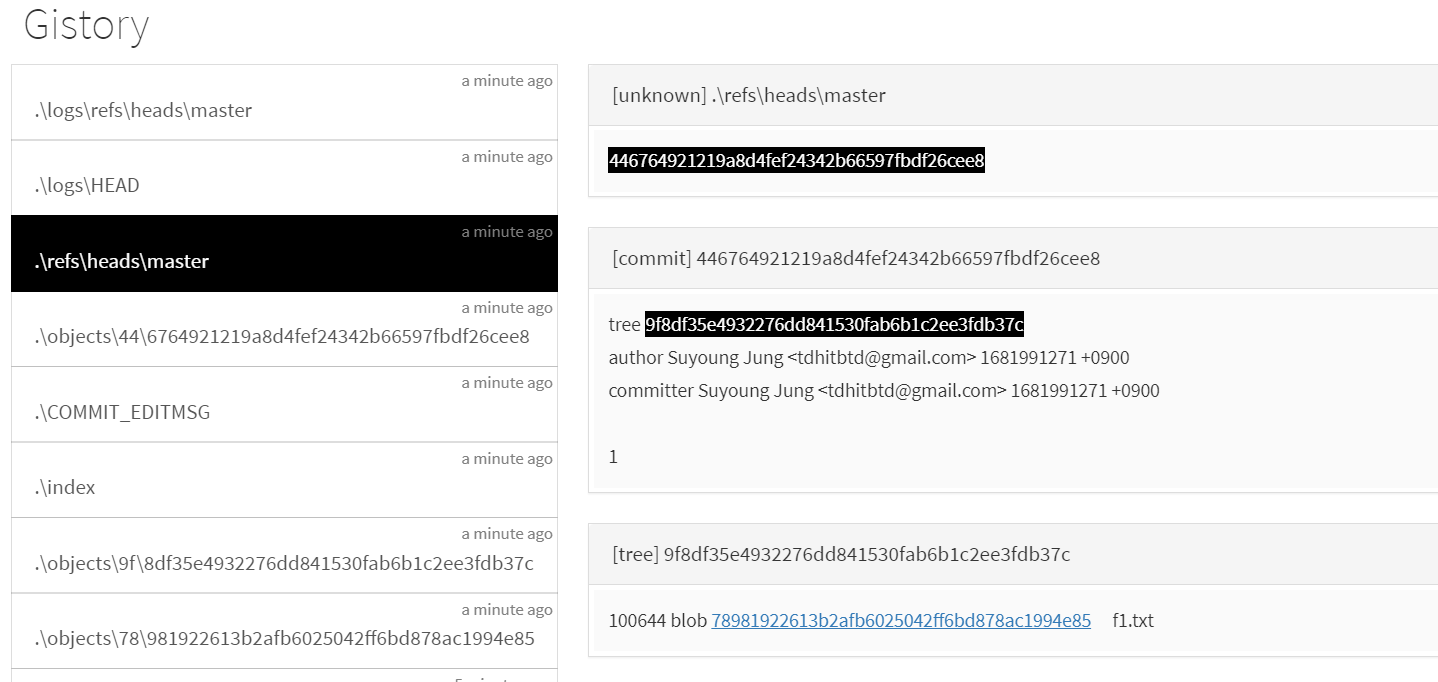 Gistory
a minute ago
.\logs\refs\heads\master
a minute ago
.\logs\HEAD
a minute ago
.\refs\heads\master
a minute ago
.\objects\44\6764921219a8d4fef24342b66597fbdf26cee8
a minute ago
.\COMMIT_EDITMSG
a minute ago
.\index
a minute ago
.\objects\9f\8df35e4932276dd841530fab6b1c2ee3fdb37c
a minute ago
.\objects\78\981922613b2afb6025042ff6bd878ac1994e85
[unknown] .\refs\heads\master
446764921219a8d4fef24342b66597fbdf26cee8
[commit] 446764921219a8d4fef24342b66597fbdf26cee8
tree 9f8df35e4932276dd841530fab6b1c2ee3fdb37c
author Suyoung Jung <tdhitbtd@gmail.com> 1681991271 +0900
committer Suyoung Jung <tdhitbtd@gmail.com> 1681991271 +0900
1
[tree] 9f8df35e4932276dd841530fab6b1c2ee3fdb37c
100644 blob 78981922613b2afb6025042ff6bd878ac1994e85 f1.txt